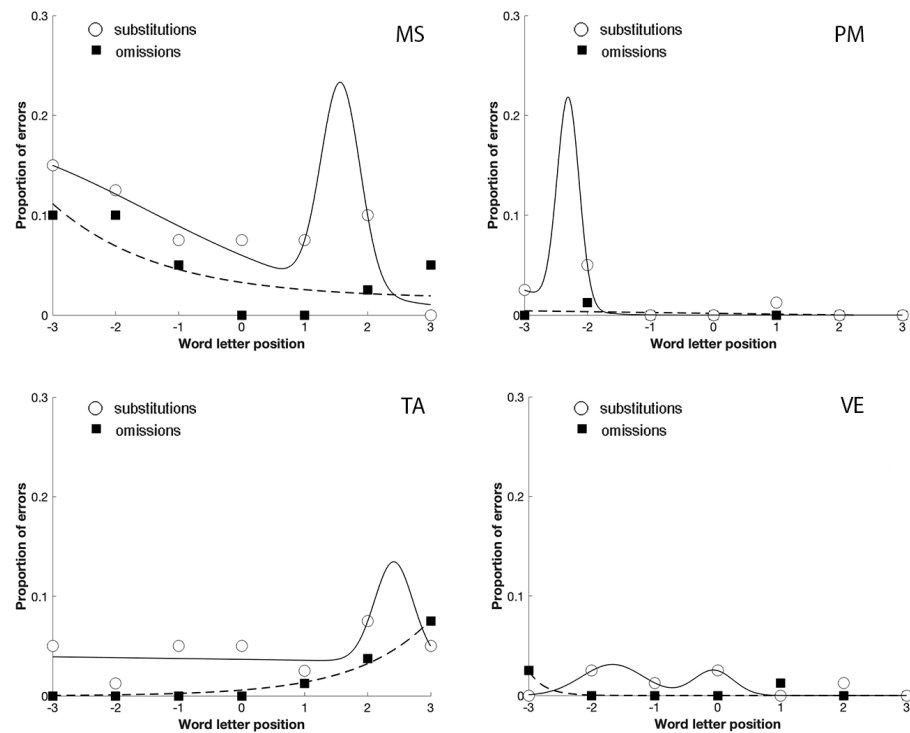 0.3
substitutions
omissions
MS
0.2
0.1
0
Proportion of errors
-3 -2 -1 0 1 2 3
Word letter position
0.3
substitutions
omissions
PM
0.2
0.1
0
Proportion of errors
-3 -2 -1 0 1 2 3
Word letter position
0.3
substitutions
omissions
TA
0.2
0.1
0
Proportion of errors
-3 -2 -1 0 1 2 3
Word letter position
0.3
substitutions
omissions
VE
0.2
0.1
0
Proportion of errors
-3 -2 -1 0 1 2 3
Word letter position